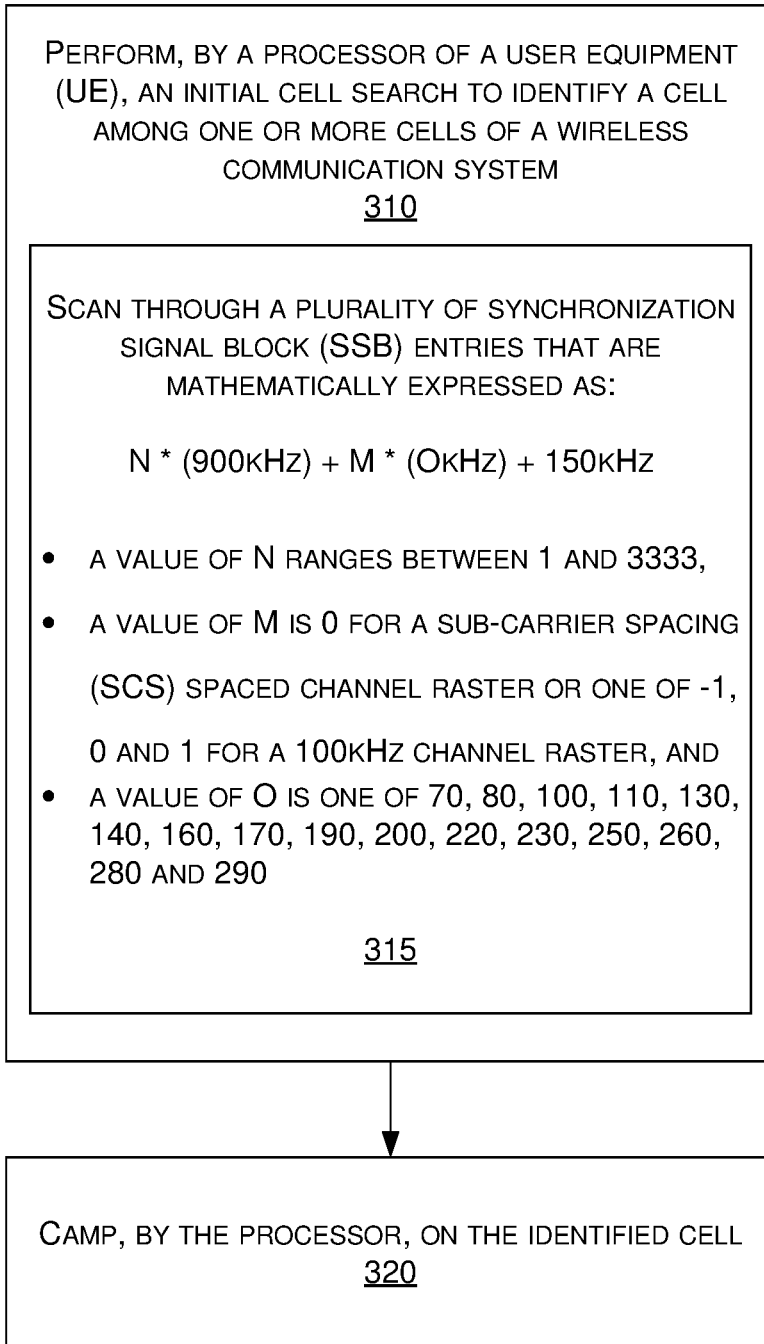 PERFORM, BY A PROCESSOR OF A USER EQUIPMENT
(UE), AN INITIAL CELL SEARCH TO IDENTIFY A CELL
AMONG ONE OR MORE CELLS OF A WIRELESS
COMMUNICATION SYSTEM
310
SCAN THROUGH A PLURALITY OF SYNCHRONIZATION
SIGNAL BLOCK (SSB) ENTRIES THAT ARE
MATHEMATICALLY EXPRESSED AS:
N * (900KHZ) + M * (OKHZ) + 150KHZ
• A VALUE OF N RANGES BETWEEN 1 AND 3333,
• A VALUE OF M IS 0 FOR A SUB-CARRIER SPACING
(SCS) SPACED CHANNEL RASTER OR ONE OF -1,
0 AND 1 FOR A 100KHZ CHANNEL RASTER, AND
• A VALUE OF O IS ONE OF 70, 80, 100, 110, 130,
140, 160, 170, 190, 200, 220, 230, 250, 260,
280 AND 290
315
CAMP, BY THE PROCESSOR, ON THE IDENTIFIED CELL
320